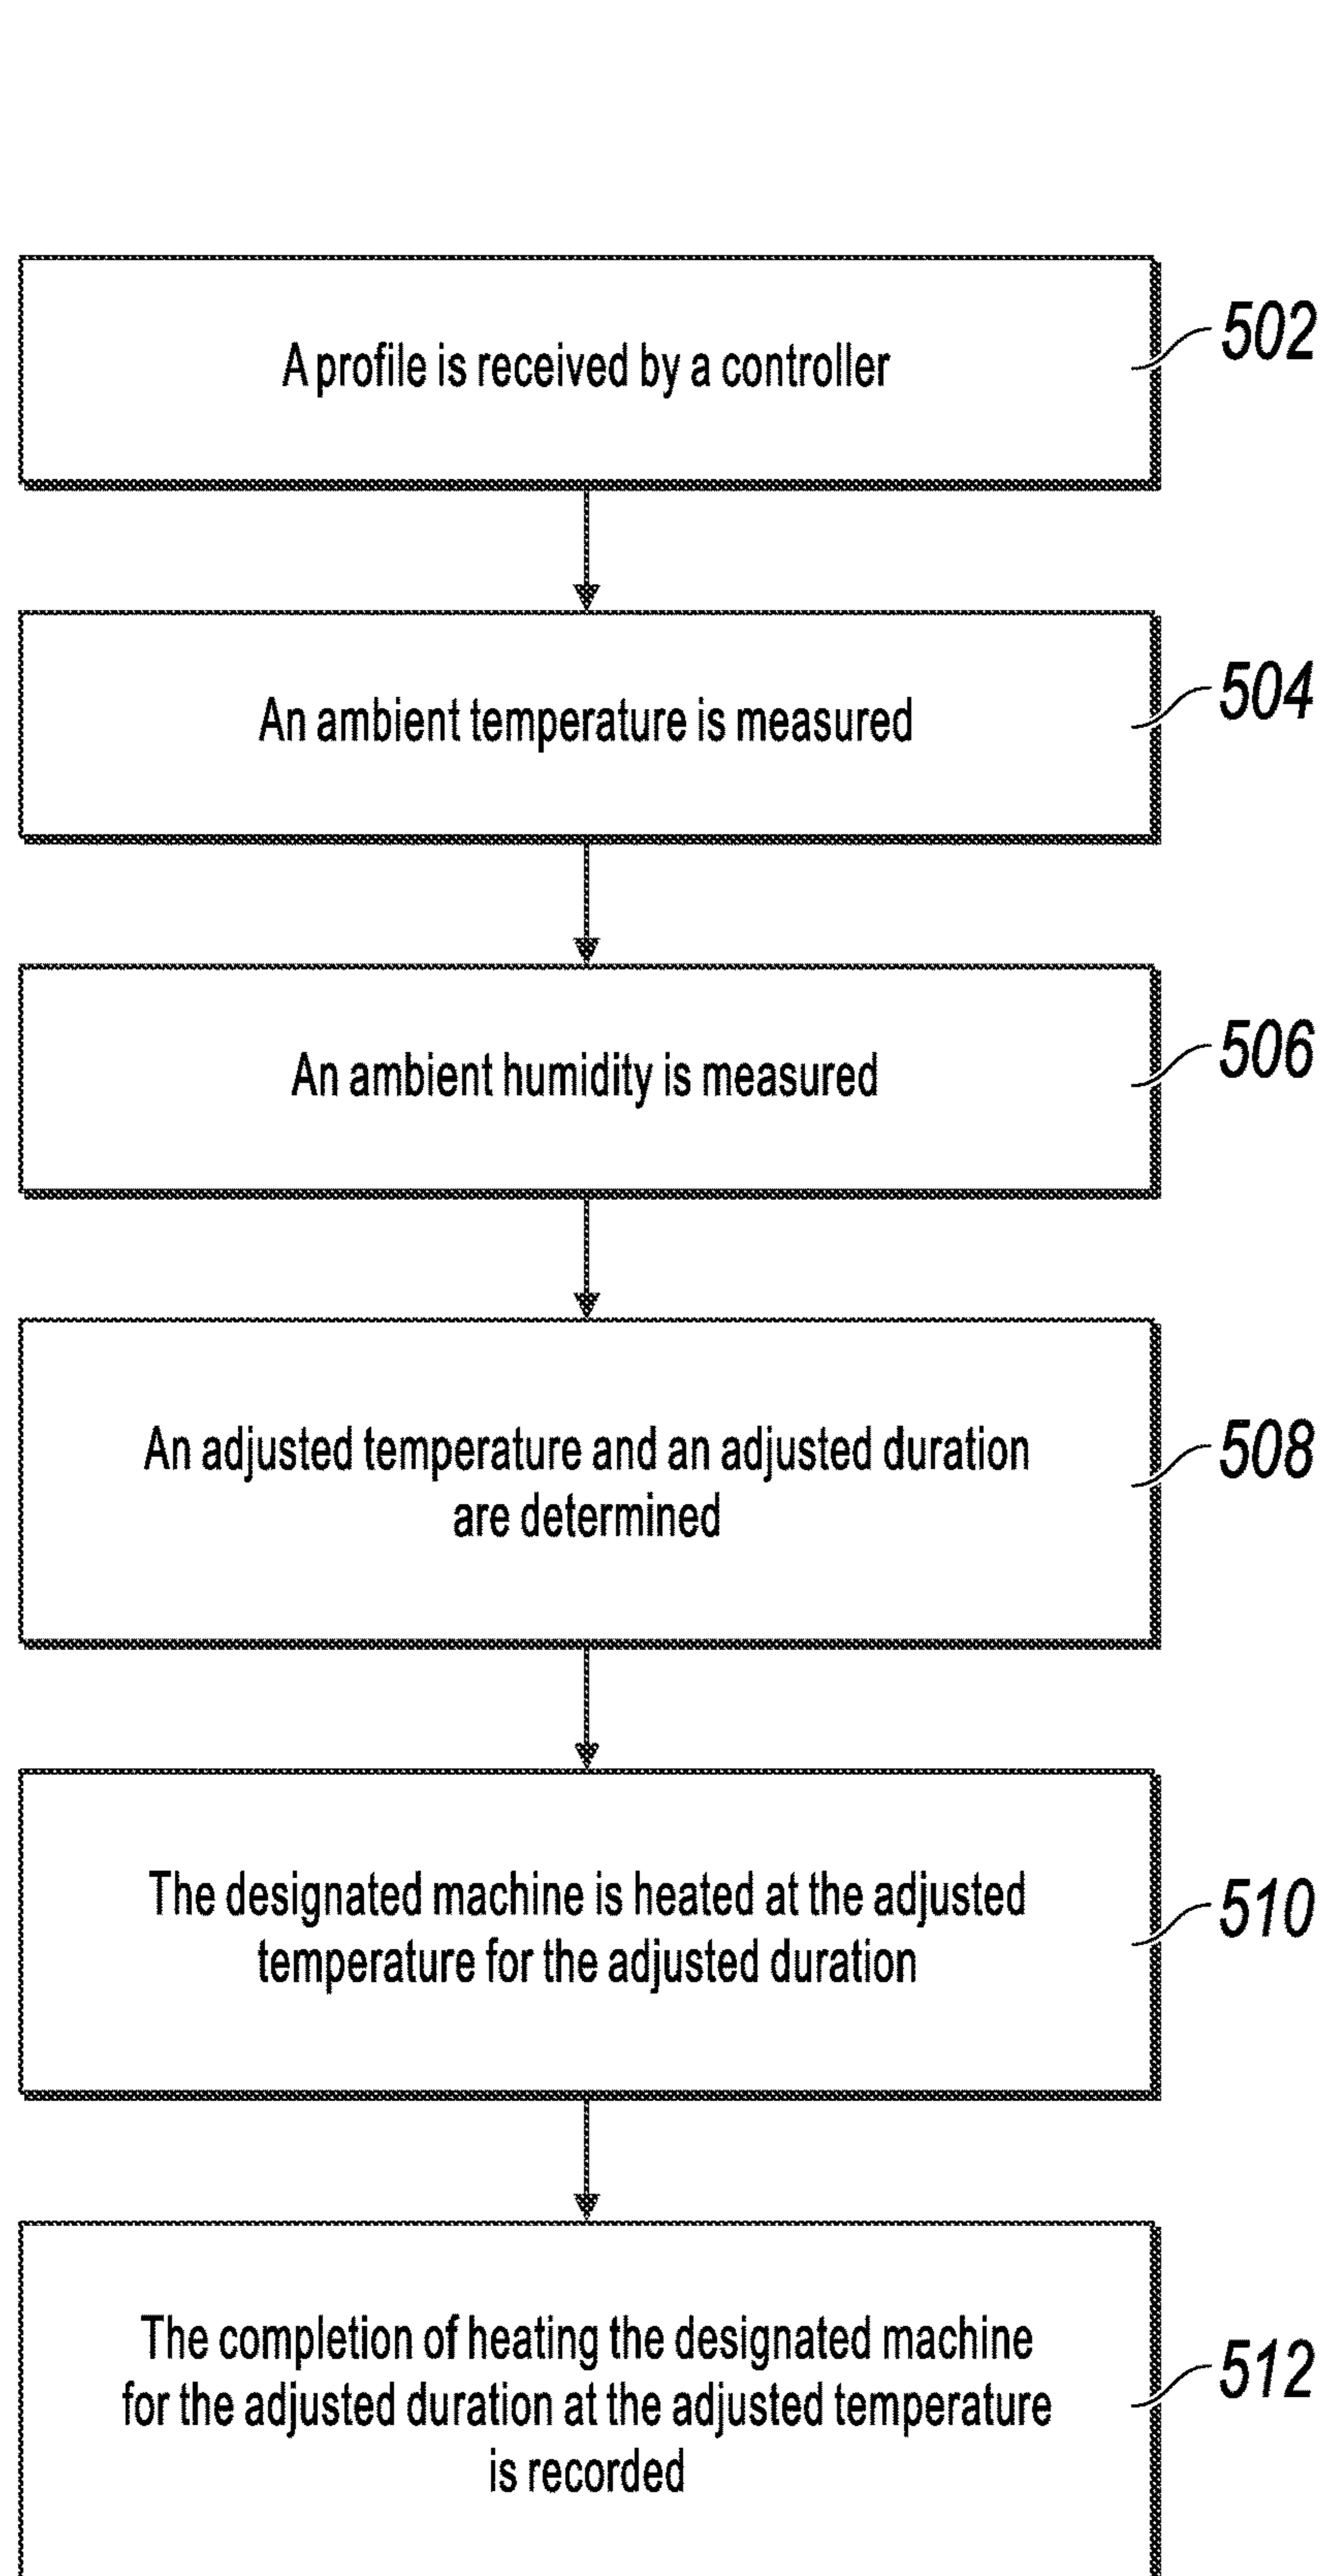 A profile is received by a controller
502
An ambient temperature is measured
504
An ambient humidity is measured
506
An adjusted temperature and an adjusted duration
are determined
508
The designated machine is heated at the adjusted
temperature for the adjusted duration
510
The completion of heating the designated machine
for the adjusted duration at the adjusted temperature
is recorded
512